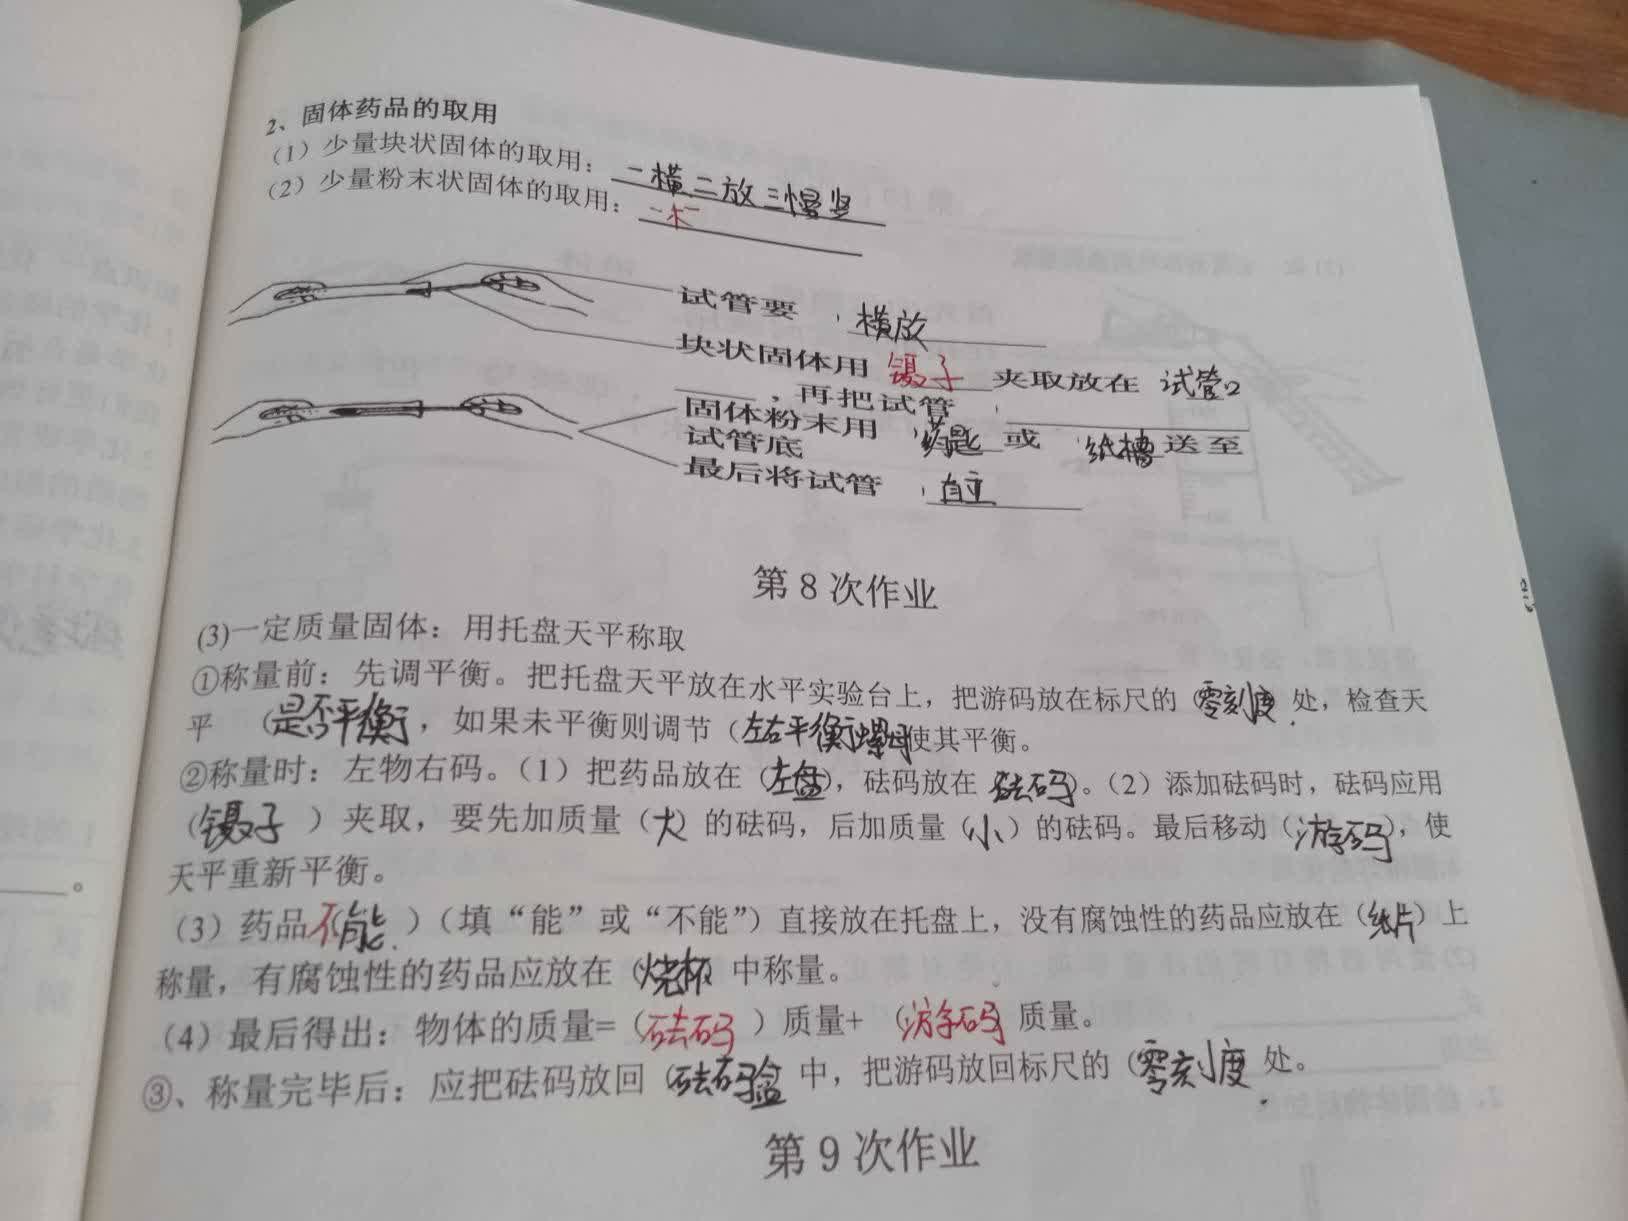 2、固体药品的取用
（1）少量块状固体的取用：一横二放三慢竖
（2）少量粉末状固体的取用：
试管要 ，横放
块状固体用 镊子 夹取放在 试管口
，再把试管
固体粉末用 药匙 或 纸槽 送至
试管底
最后将试管 ，直立
第8次作业
(3)一定质量固体：用托盘天平称取
①称量前：先调平衡。把托盘天平放在水平实验台上，把游码放在标尺的 零刻度 处，检查天
平 （是否平衡，如果未平衡则调节（左右平衡螺母使其平衡。
②称量时：左物右码。（1）把药品放在（左盘），砝码放在 砝码）。（2）添加砝码时，砝码应用
（镊子 ）夹取，要先加质量（大）的砝码，后加质量（小）的砝码。最后移动（游码），使
天平重新平衡。
（3）药品不（能 ）（填“能”或“不能”）直接放在托盘上，没有腐蚀性的药品应放在（纸片）上
称量，有腐蚀性的药品应放在（烧杯 中称量。
（4）最后得出：物体的质量=（砝码 ）质量+ （游码 质量。
③、称量完毕后：应把砝码放回（砝码盒 中，把游码放回标尺的（零刻度 处。
第9次作业